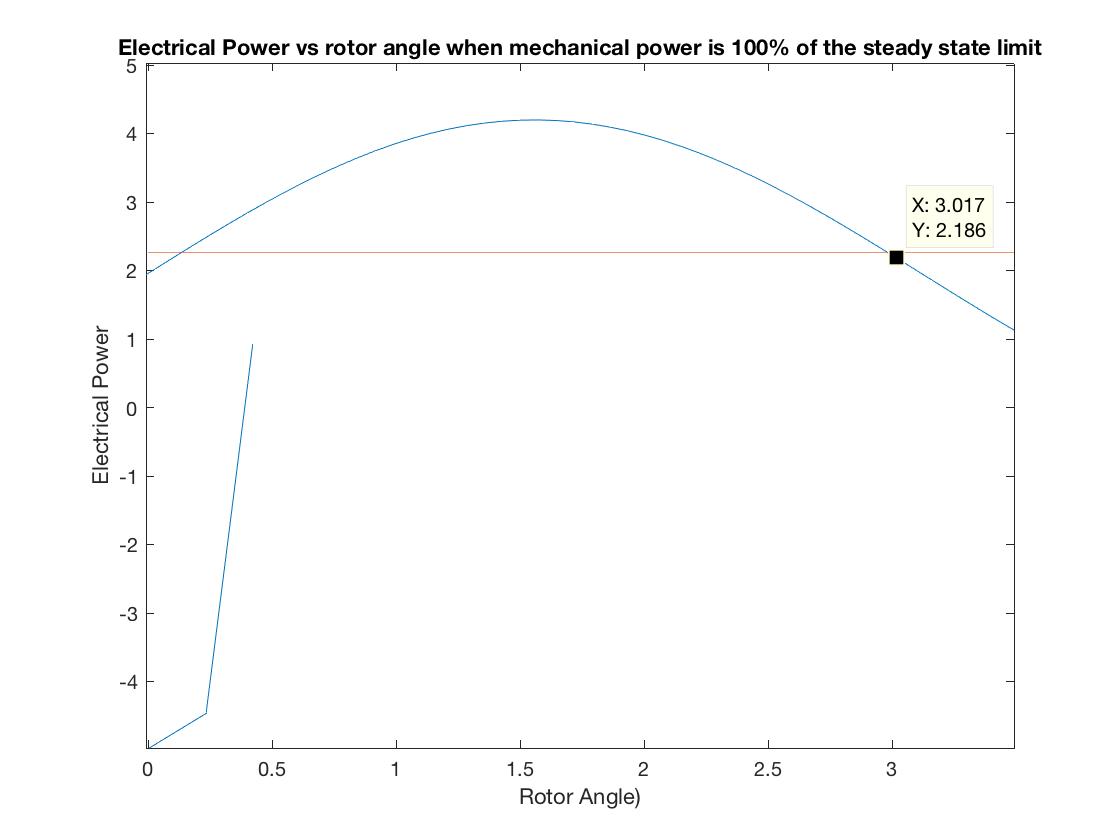 Electrical Power vs rotor angle when mechanical power is 100% of the steady state limit
5
4
3
2
1
0
-1
-2
-3
-4
Electrical Power
X: 3.017
Y: 2.186
0 0.5 1 1.5 2 2.5 3
Rotor Angle)